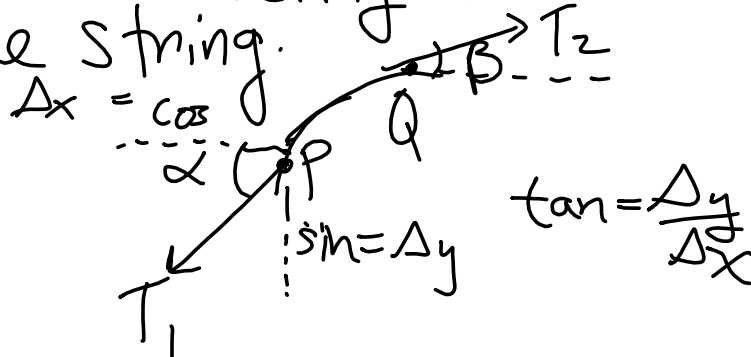 e string.
T₂
Δx = cos
β
Q
α
P
tan = Δy/Δx
sin = Δy
T₁